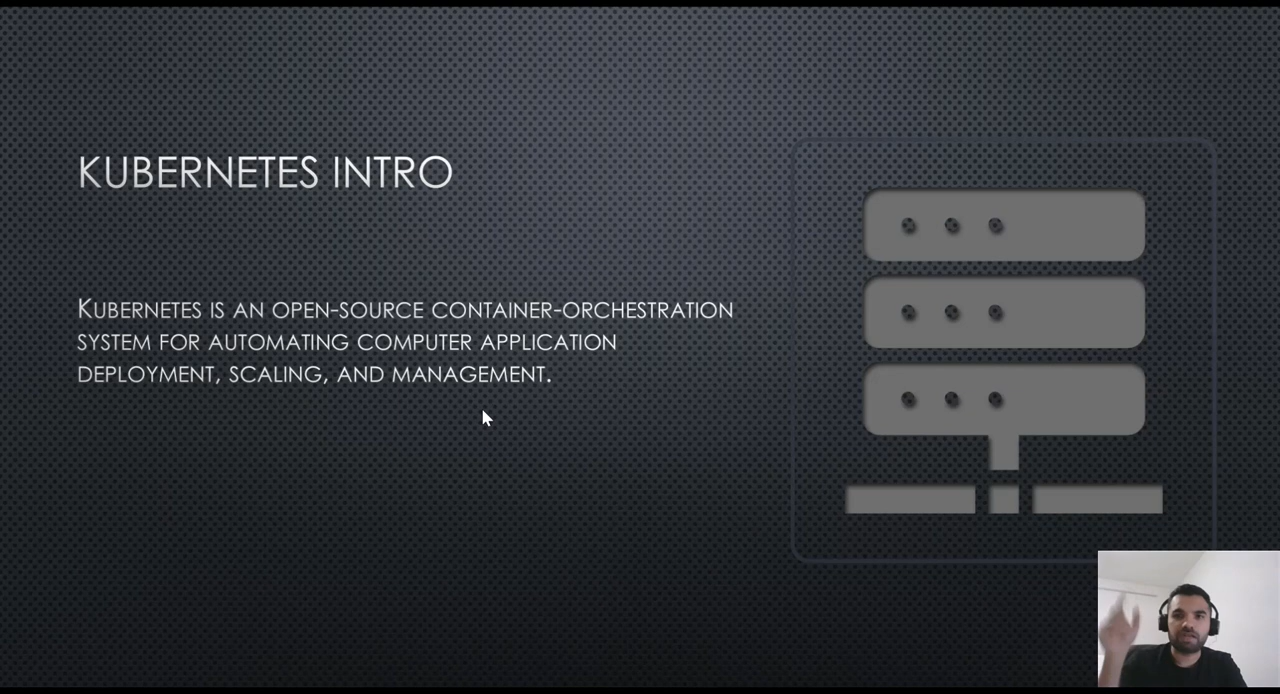 KUBERNETES INTRO
KUBERNETES IS AN OPEN-SOURCE CONTAINER-ORCHESTRATION
SYSTEM FOR AUTOMATING COMPUTER APPLICATION
DEPLOYMENT, SCALING, AND MANAGEMENT.